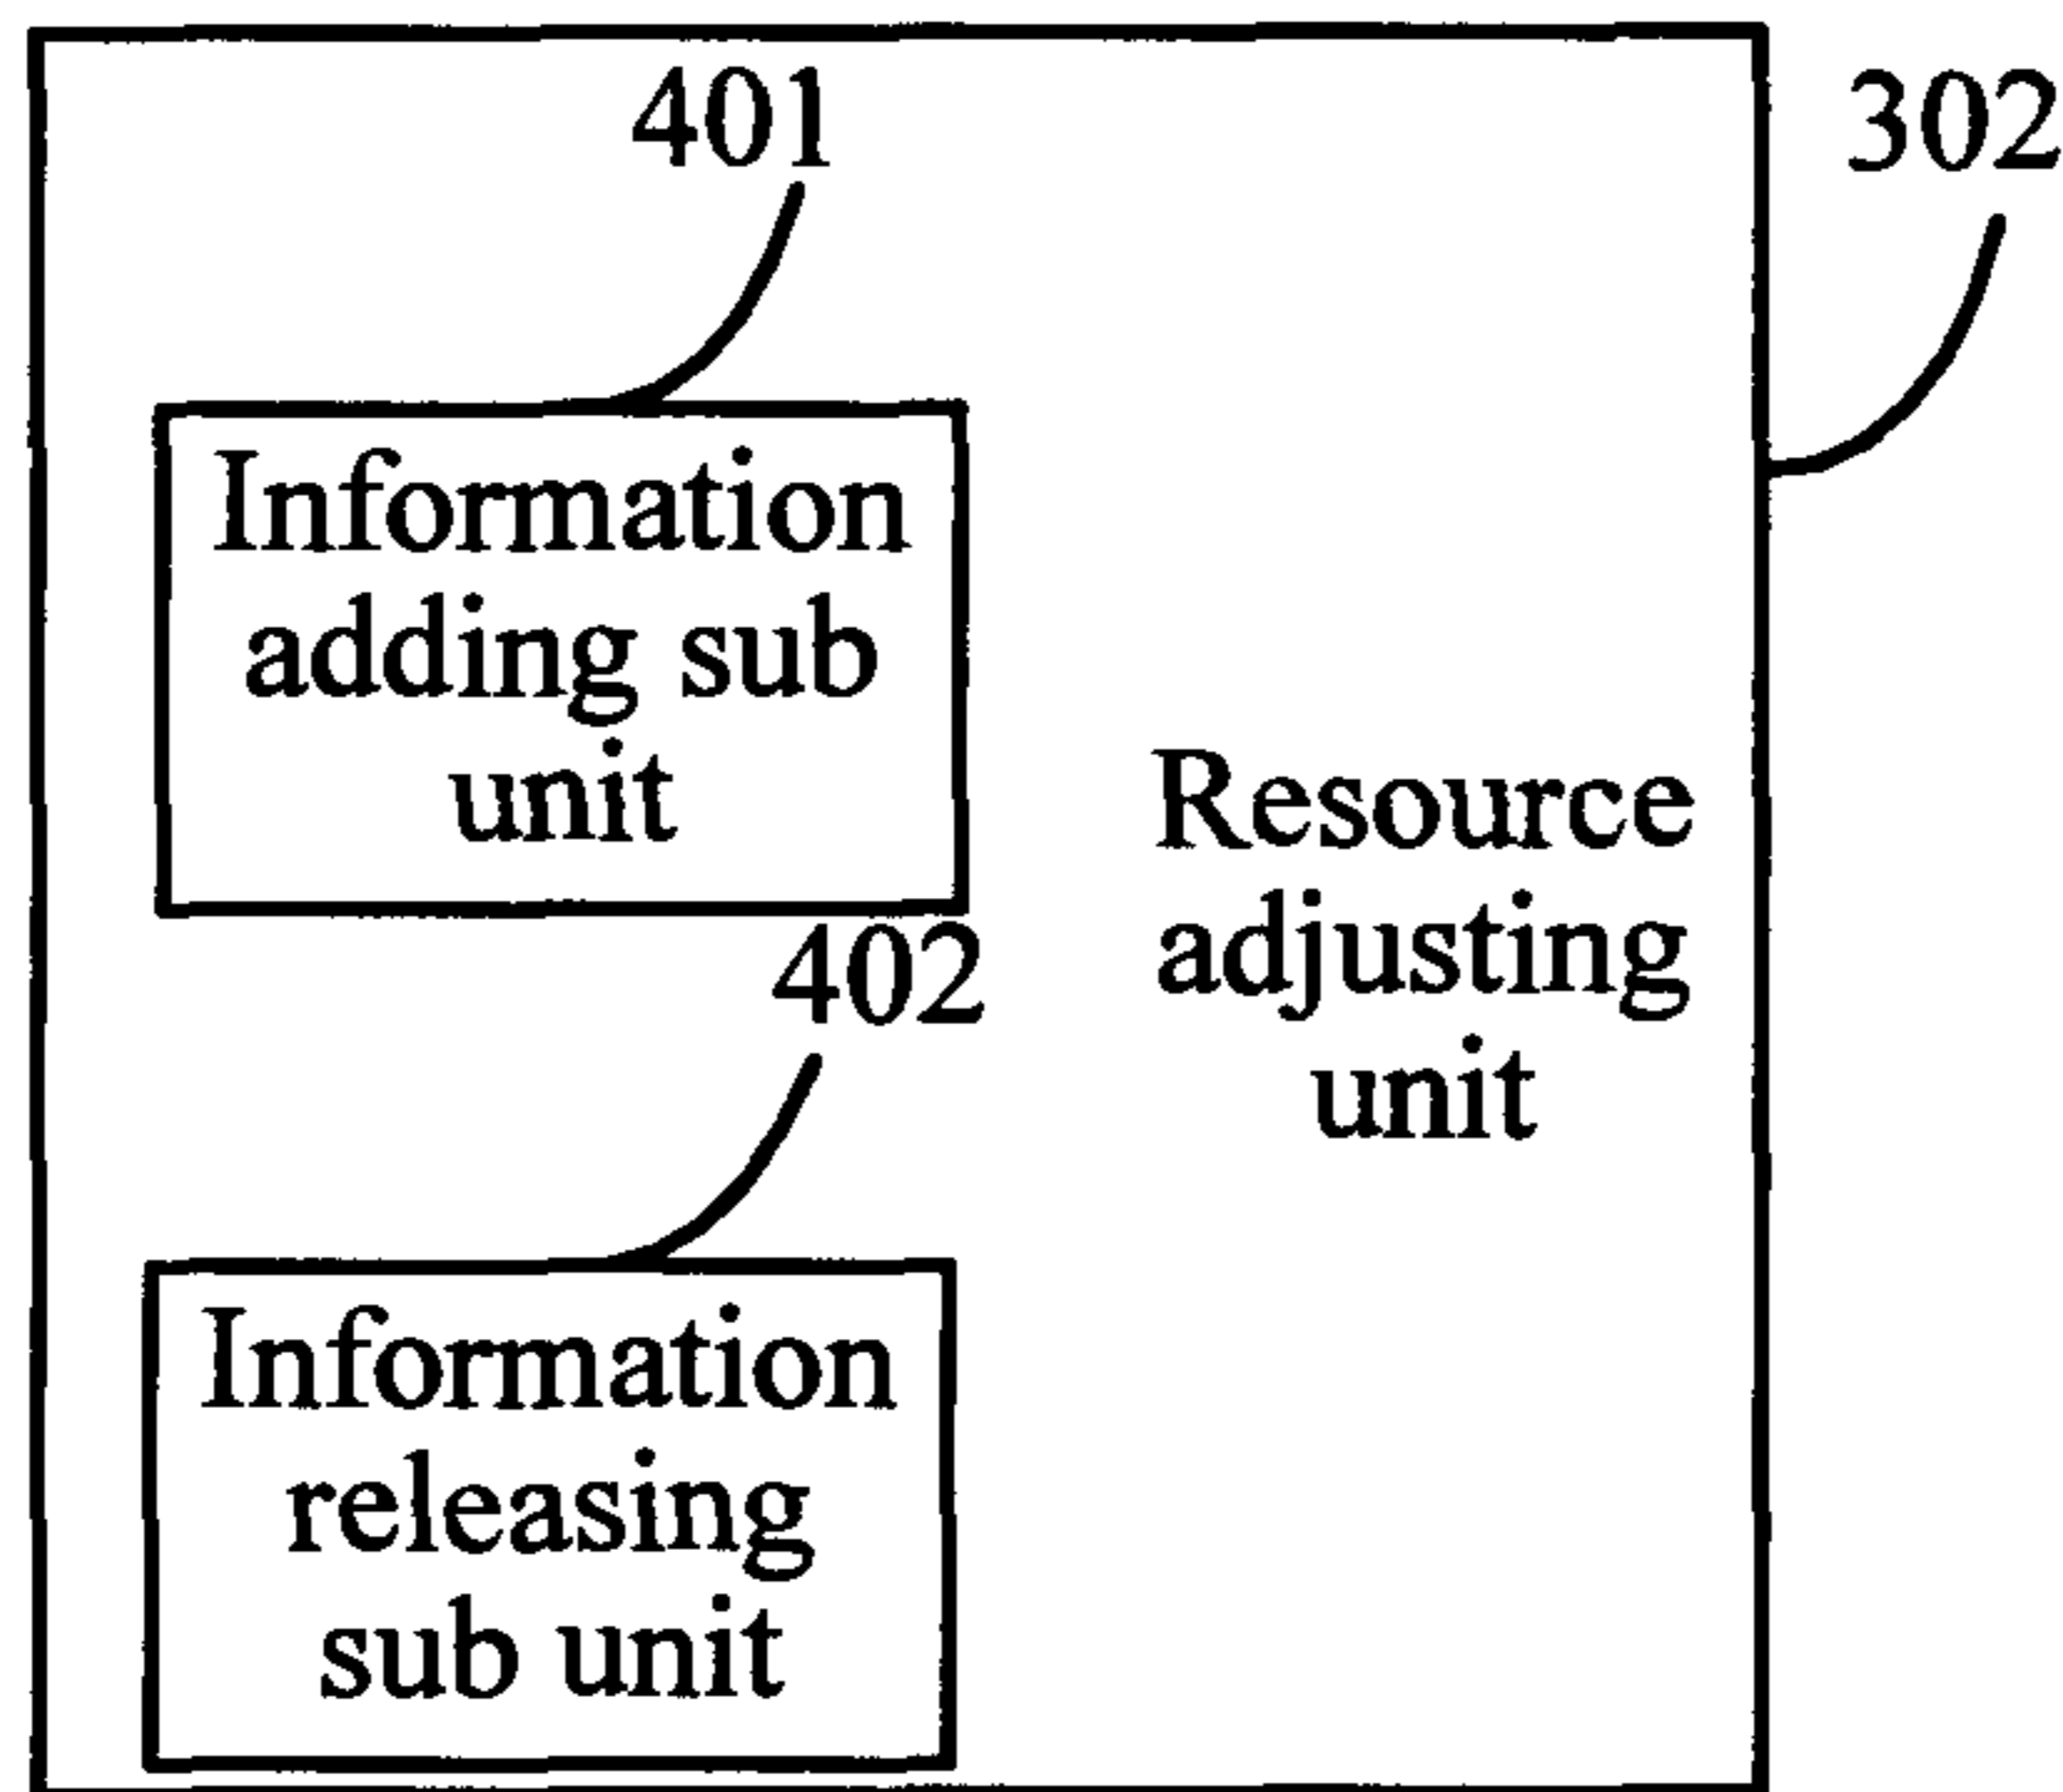 401
302
Information
adding sub
unit
Resource
adjusting
unit
402
Information
releasing
sub unit